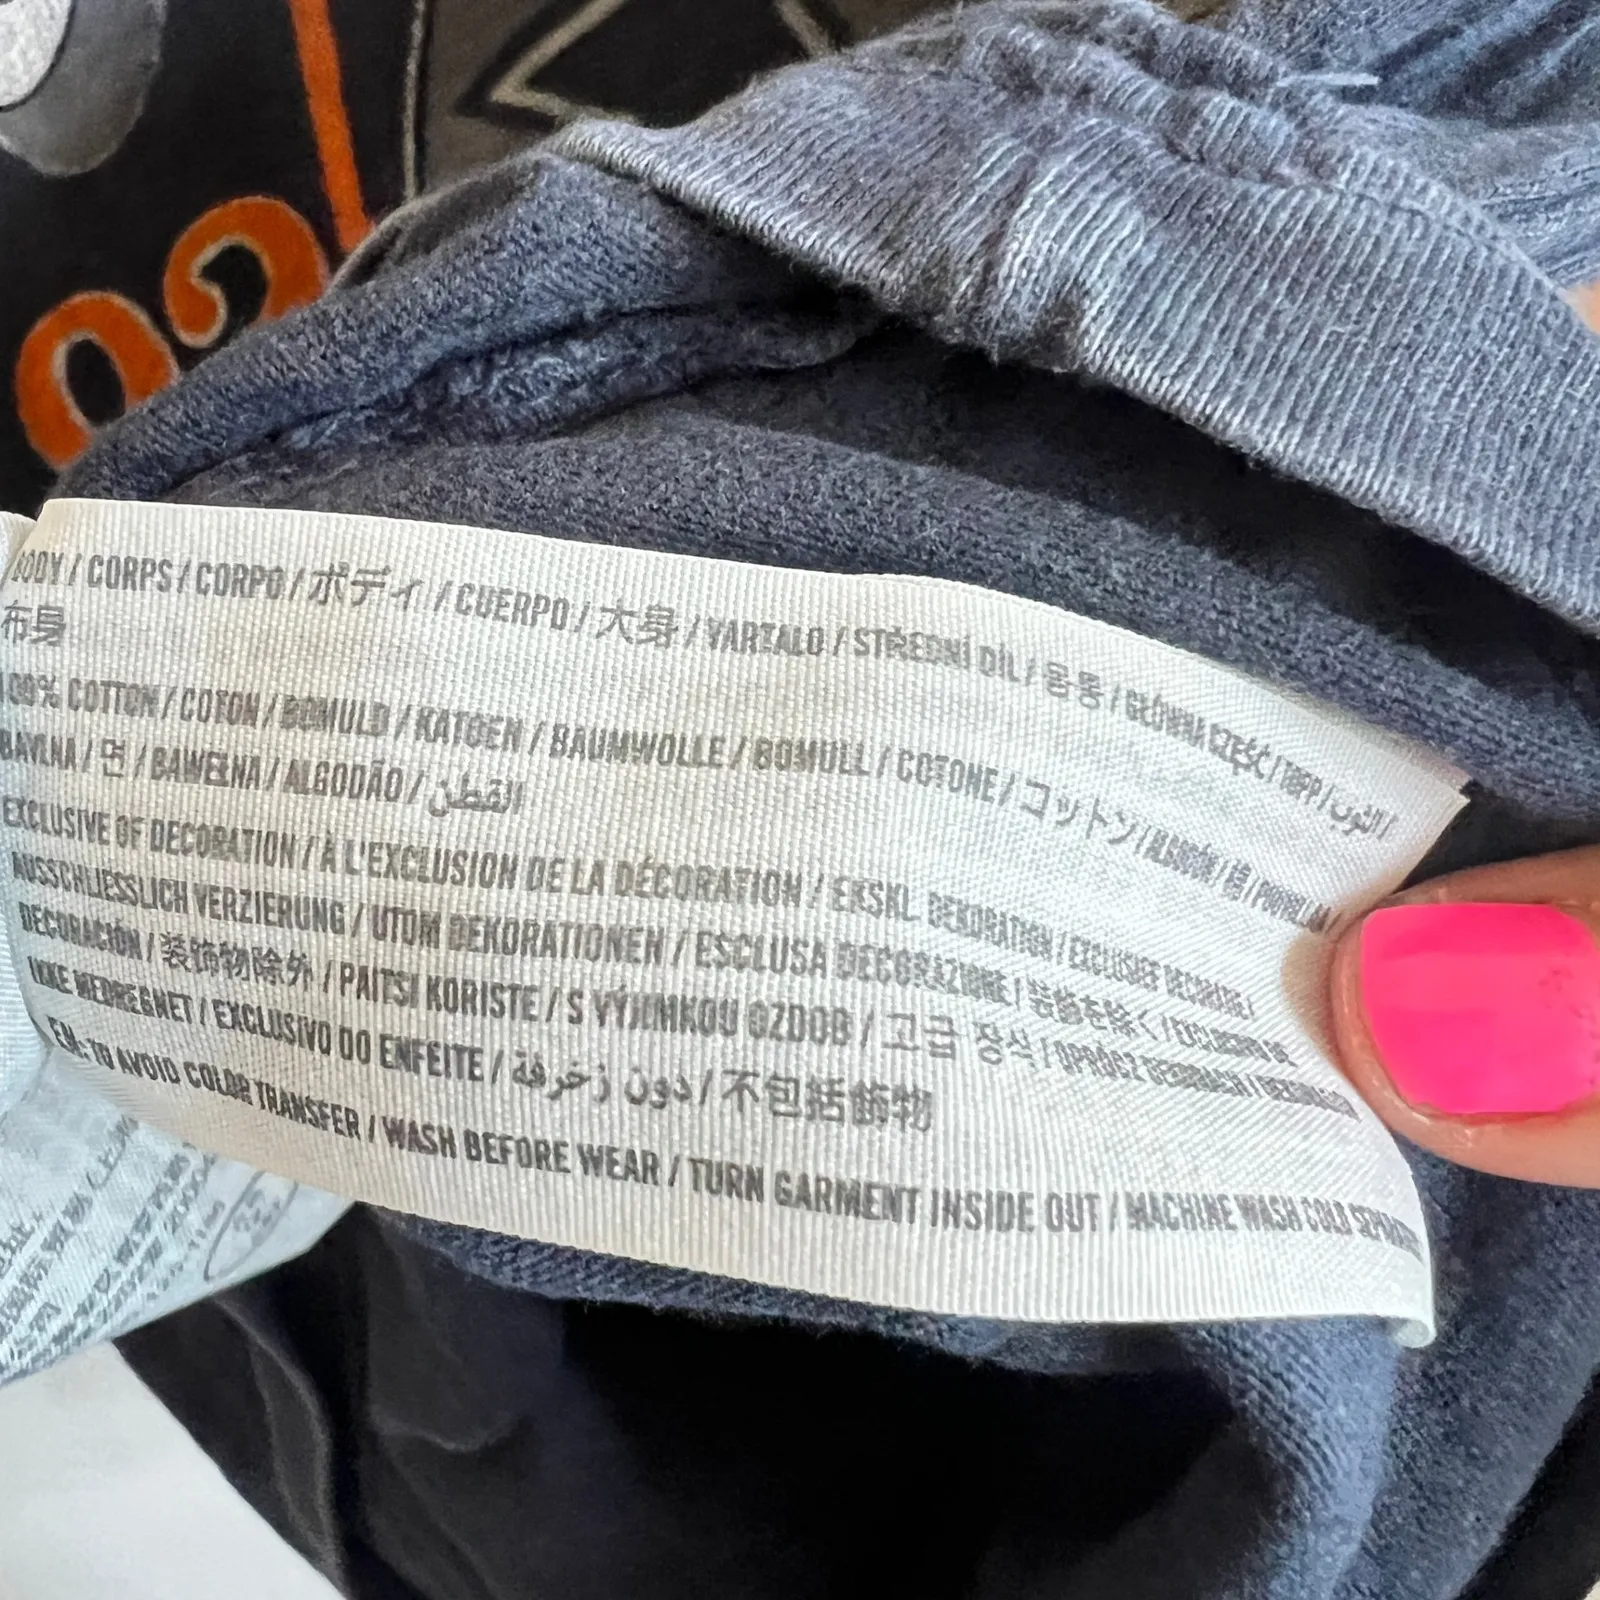 BODY / CORPS / CORPO / ボディ / CUERPO / 大身 / VARTALO / STŘEDNÍ DÍL / 몸통 / GŁÓWNA CZĘŚĆ / TOPP / الثوب /
布身
100% COTTON / COTON / BOMULD / KATOEN / BAUMWOLLE / BOMULL / COTONE / コットン / ALGODÓN / 棉 /
BAVLNA / 면 / BAWEŁNA / ALGODÃO / القطن
EXCLUSIVE OF DECORATION / À L'EXCLUSION DE LA DÉCORATION / EKSKL DEKORATION / EXCLUSIEF DECORATIE /
AUSSCHLIESSLICH VERZIERUNG / UTOM DEKORATIONEN / ESCLUSA DECORAZIONE / 装飾を除く / EXCLUSIVO DE
DECORACIÓN / 装饰物除外 / PAITSI KORISTE / S VÝJIMKOU OZDOB / 고급 장식 / OPRÓCZ
IKKE MEDREGNET / EXCLUSIVO DO ENFEITE / دون زخرفة / 不包括飾物
EN: TO AVOID COLOR TRANSFER / WASH BEFORE WEAR / TURN GARMENT INSIDE OUT / MACHINE WASH COLD